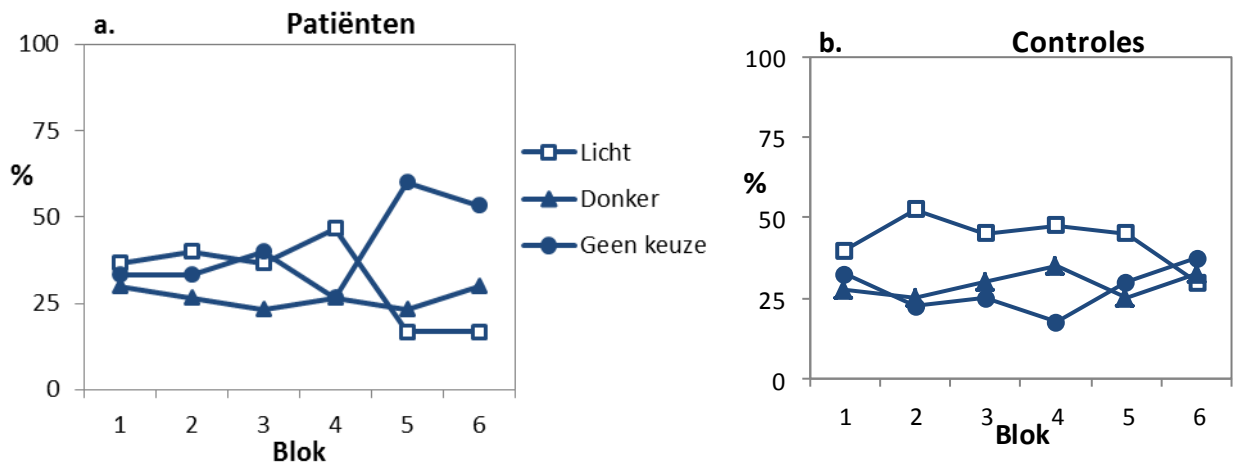 a. Patiënten
100
75
%
50
25
0
1 2 3 4 5 6
Blok
Licht
Donker
Geen keuze
b. Controles
100
75
%
50
25
0
1 2 3 4 5 6
Blok